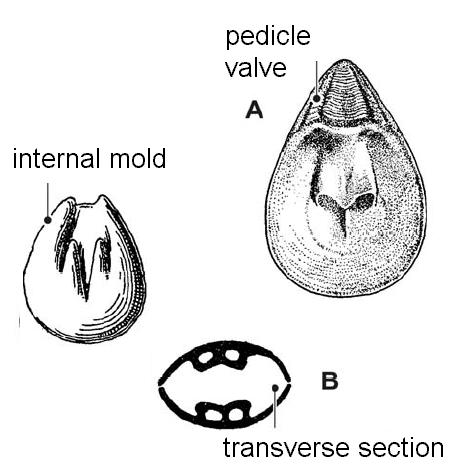 pedicle
valve
A
internal mold
B
transverse section